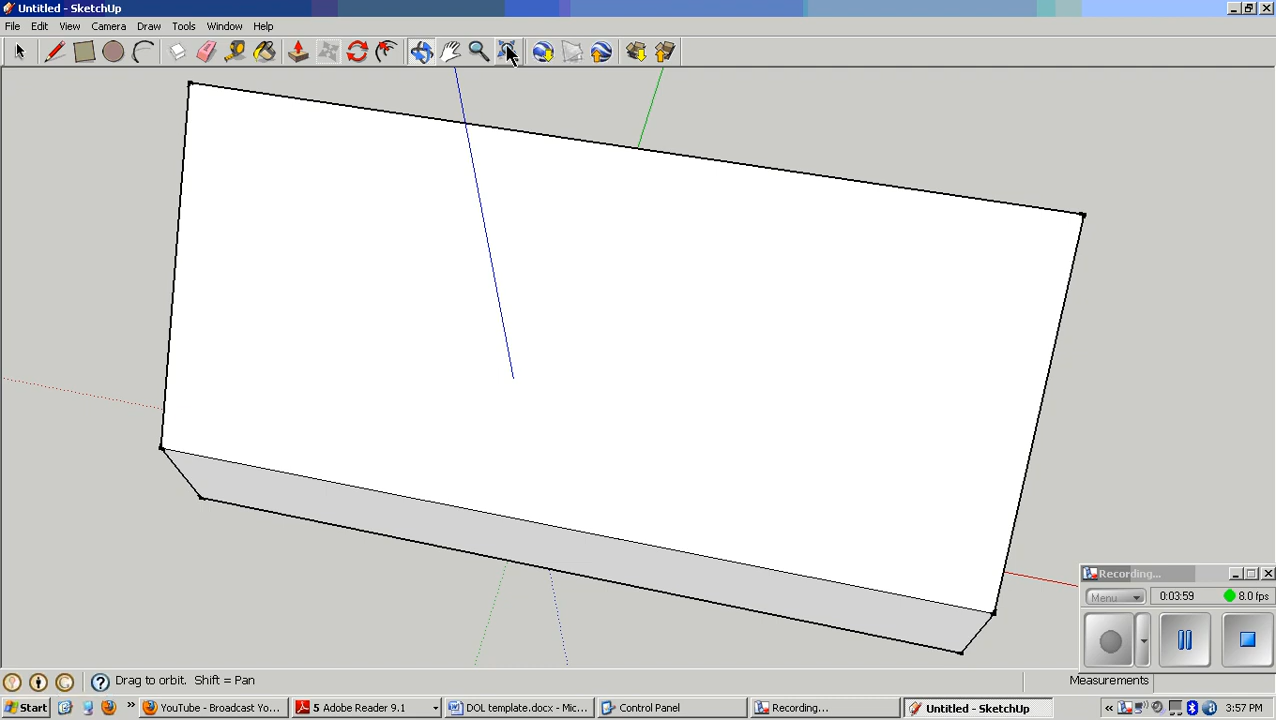 Untitled - SketchUp
File Edit View Camera Draw Tools Window Help
Recording...
Menu 0:03:59 8.0 fps
Drag to orbit. Shift = Pan Measurements
Start » YouTube - Broadcast Yo... 5 Adobe Reader 9.1 DOL template.docx - Mic... Control Panel Recording... Untitled - SketchUp « 3:57 PM